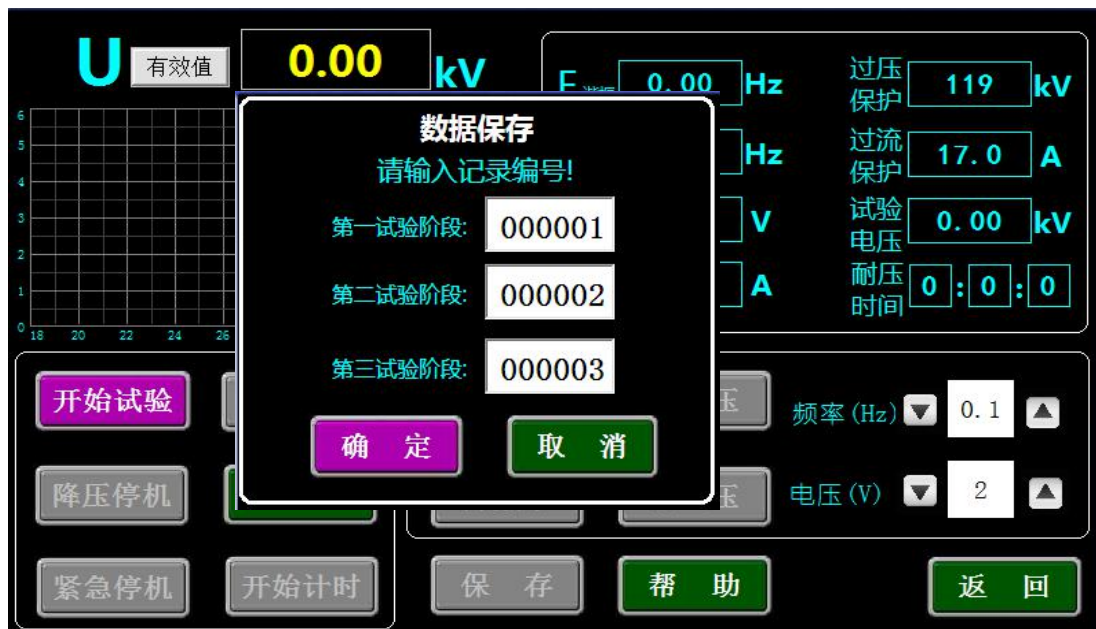 U 有效值 0.00 kV
F 谐振 0.00 Hz
过压保护 119 kV
Hz
过流保护 17.0 A
V
试验电压 0.00 kV
A
耐压时间 0 : 0 : 0
6
5
4
3
2
1
0
18 20 22 24 26
数据保存
请输入记录编号!
第一试验阶段: 000001
第二试验阶段: 000002
第三试验阶段: 000003
确 定 取 消
开始试验
压
频率(Hz) 0.1
降压停机
压
电压(V) 2
紧急停机 开始计时 保 存 帮 助 返 回